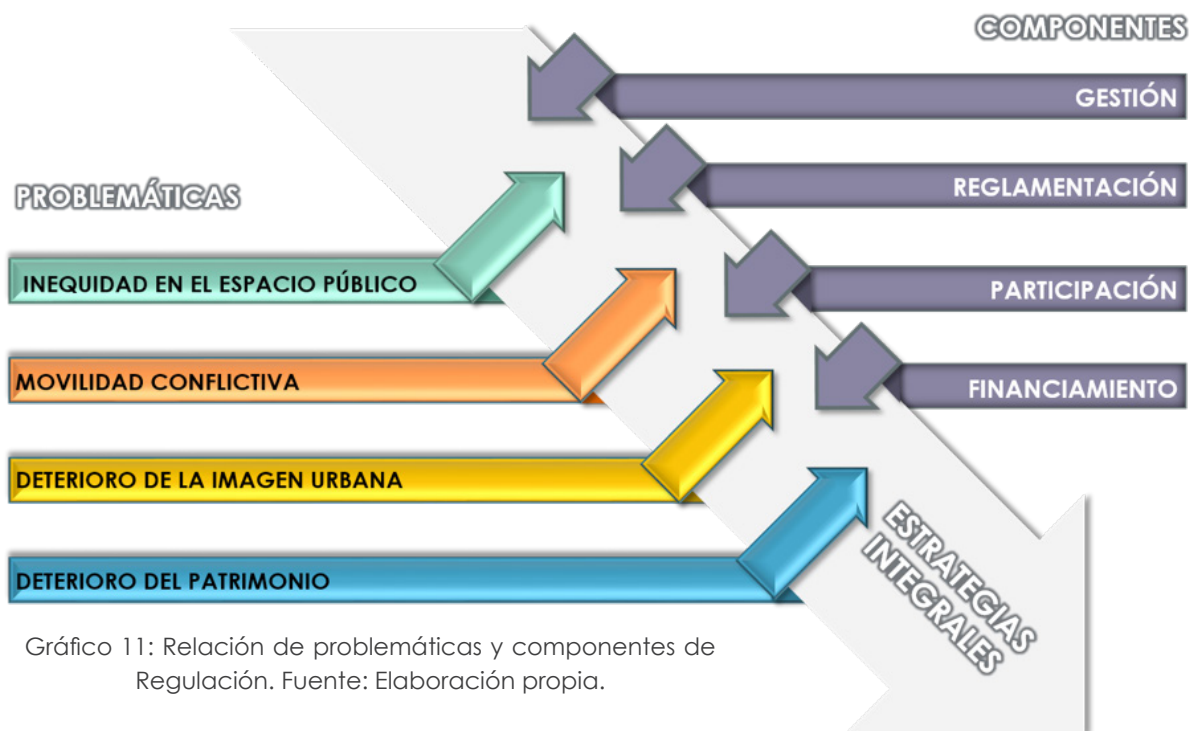 COMPONENTES
GESTIÓN
REGLAMENTACIÓN
PARTICIPACIÓN
FINANCIAMIENTO
PROBLEMÁTICAS
INEQUIDAD EN EL ESPACIO PÚBLICO
MOVILIDAD CONFLICTIVA
DETERIORO DE LA IMAGEN URBANA
DETERIORO DEL PATRIMONIO
ESTRATEGIAS
INTEGRALES
Gráfico 11: Relación de problemáticas y componentes de
Regulación. Fuente: Elaboración propia.